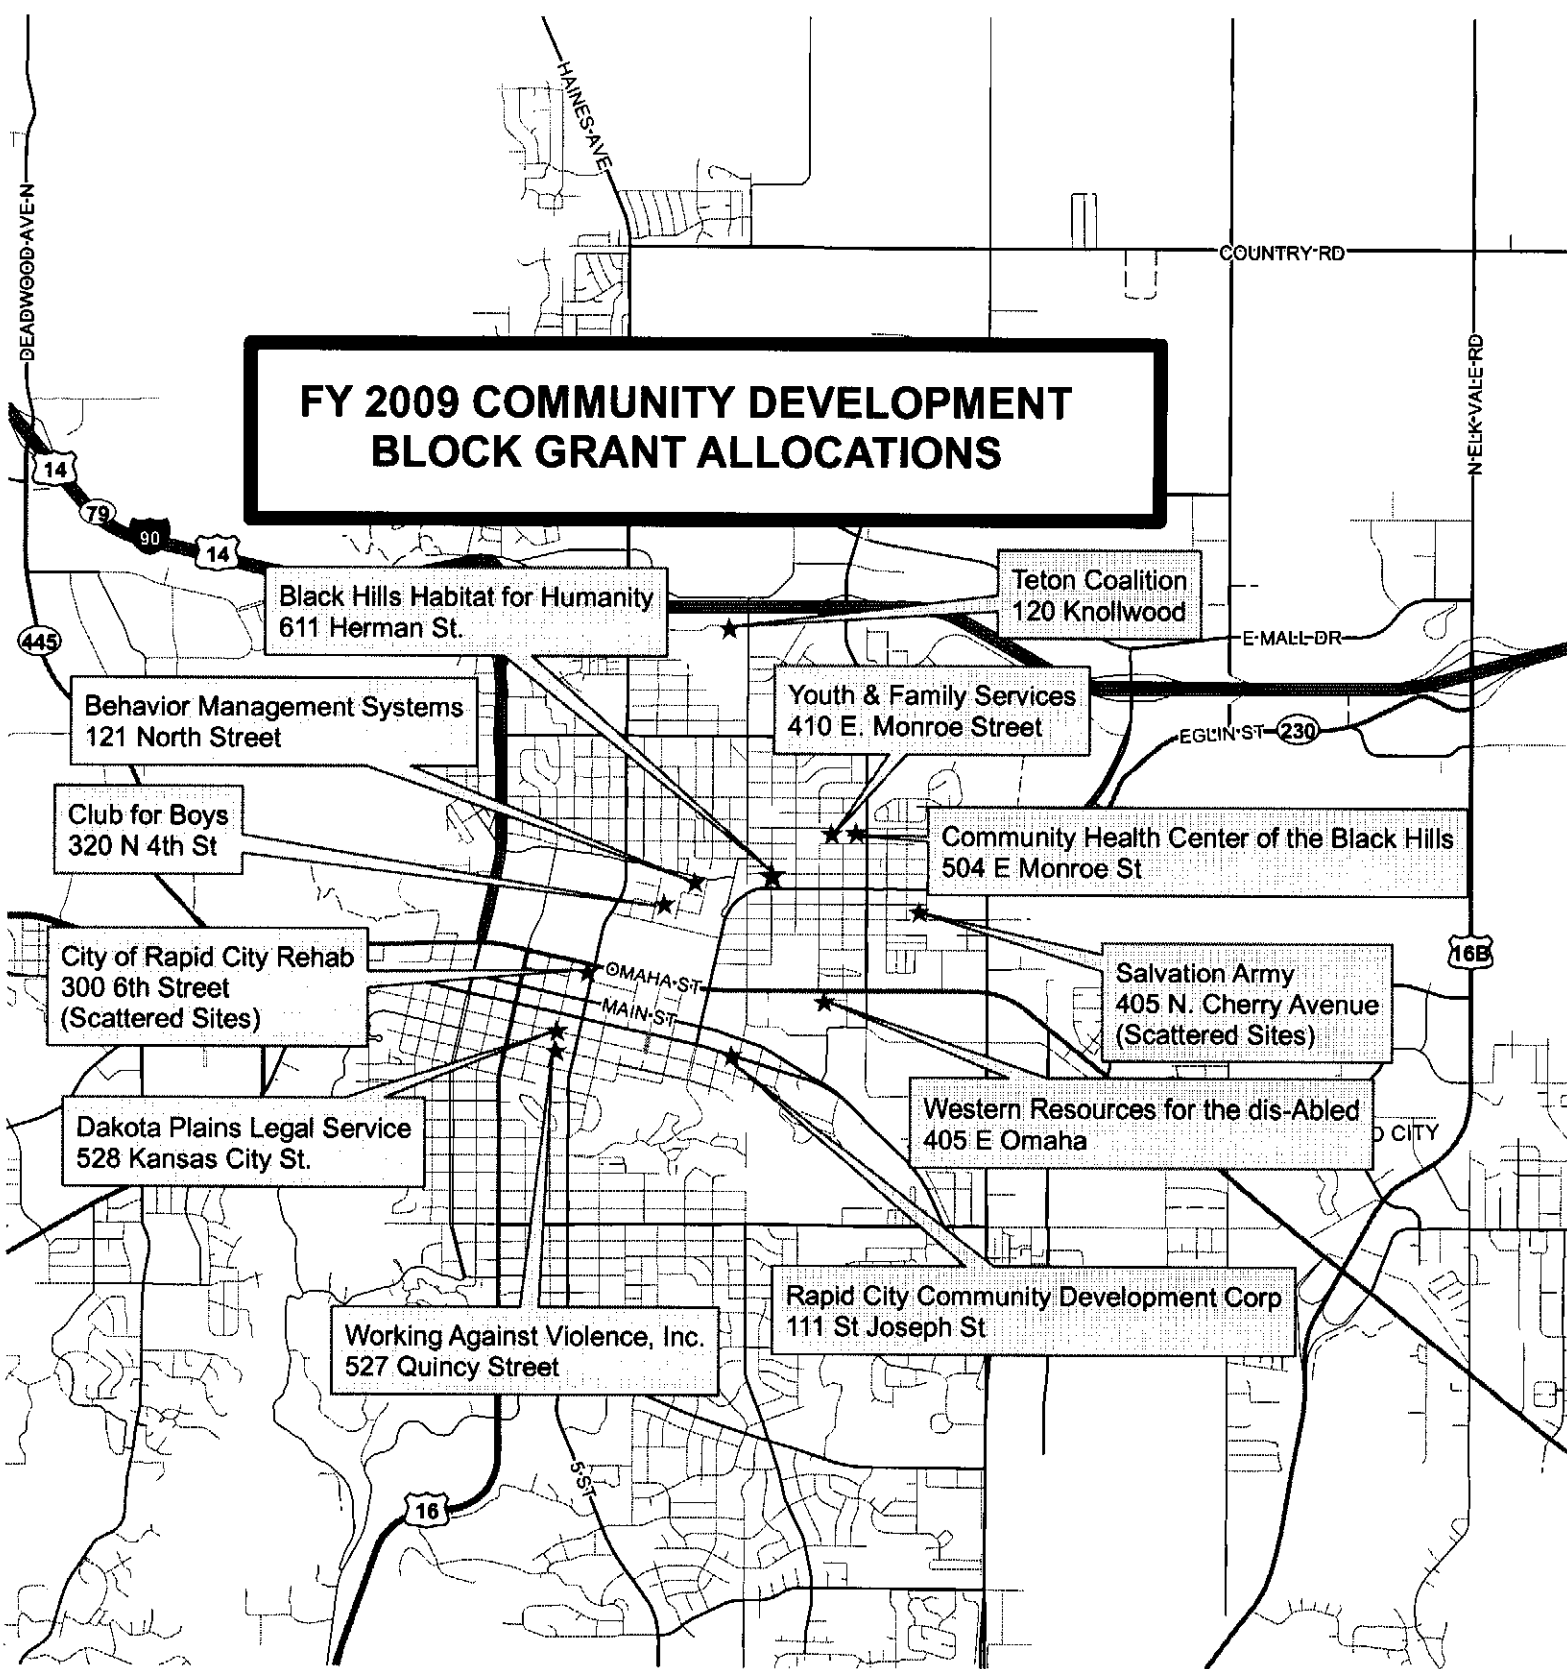 HAINES AVE
DEADWOOD AVE N
COUNTRY RD
N ELK VALE RD
FY 2009 COMMUNITY DEVELOPMENT
BLOCK GRANT ALLOCATIONS
14
79
90
14
445
Black Hills Habitat for Humanity
611 Herman St.
Teton Coalition
120 Knollwood
E MALL DR
Behavior Management Systems
121 North Street
Youth & Family Services
410 E. Monroe Street
EGLIN ST
230
Club for Boys
320 N 4th St
Community Health Center of the Black Hills
504 E Monroe St
City of Rapid City Rehab
300 6th Street
(Scattered Sites)
OMAHA ST
MAIN ST
16B
Salvation Army
405 N. Cherry Avenue
(Scattered Sites)
Dakota Plains Legal Service
528 Kansas City St.
Western Resources for the dis-Abled
405 E Omaha
D CITY
Rapid City Community Development Corp
111 St Joseph St
Working Against Violence, Inc.
527 Quincy Street
5 ST
16